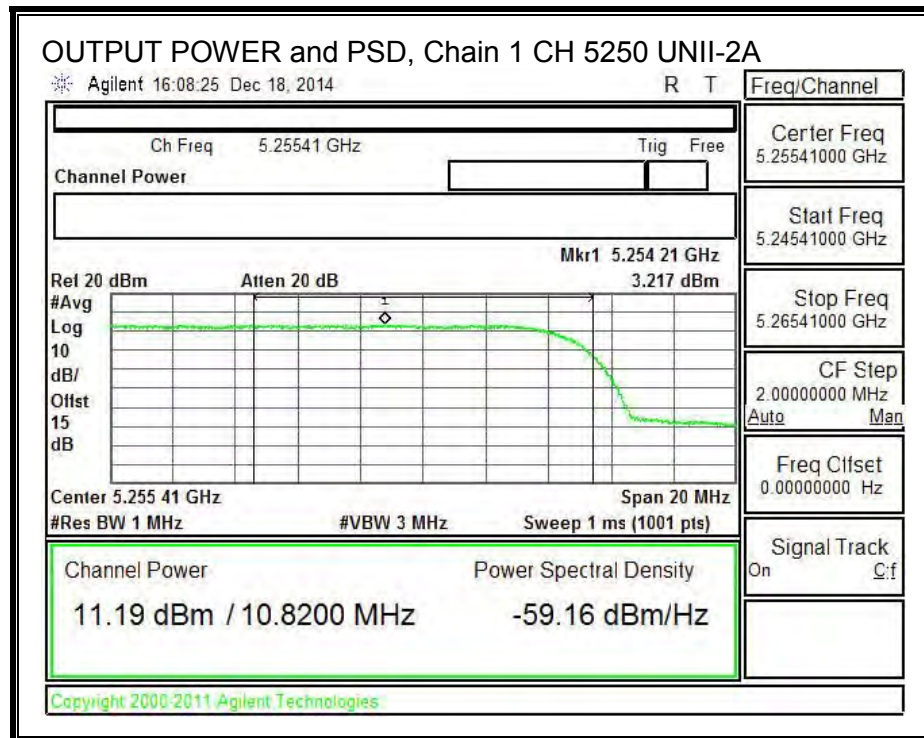 OUTPUT POWER and PSD, Chain 1 CH 5250 UNII-2A
Agilent 16:08:25 Dec 18, 2014 R T
Freq/Channel
Ch Freq 5.25541 GHz Trig Free
Channel Power
Mkr1 5.254 21 GHz
Ref 20 dBm Atten 20 dB 3.217 dBm
#Avg
Log
10
dB/
Offst
15
dB
1
Center 5.255 41 GHz Span 20 MHz
#Res BW 1 MHz #VBW 3 MHz Sweep 1 ms (1001 pts)
Channel Power Power Spectral Density
11.19 dBm / 10.8200 MHz -59.16 dBm/Hz
Copyright 2000-2011 Agilent Technologies
Center Freq
5.25541000 GHz
Start Freq
5.24541000 GHz
Stop Freq
5.26541000 GHz
CF Step
2.00000000 MHz
Auto Man
Freq Offset
0.00000000 Hz
Signal Track
On Off